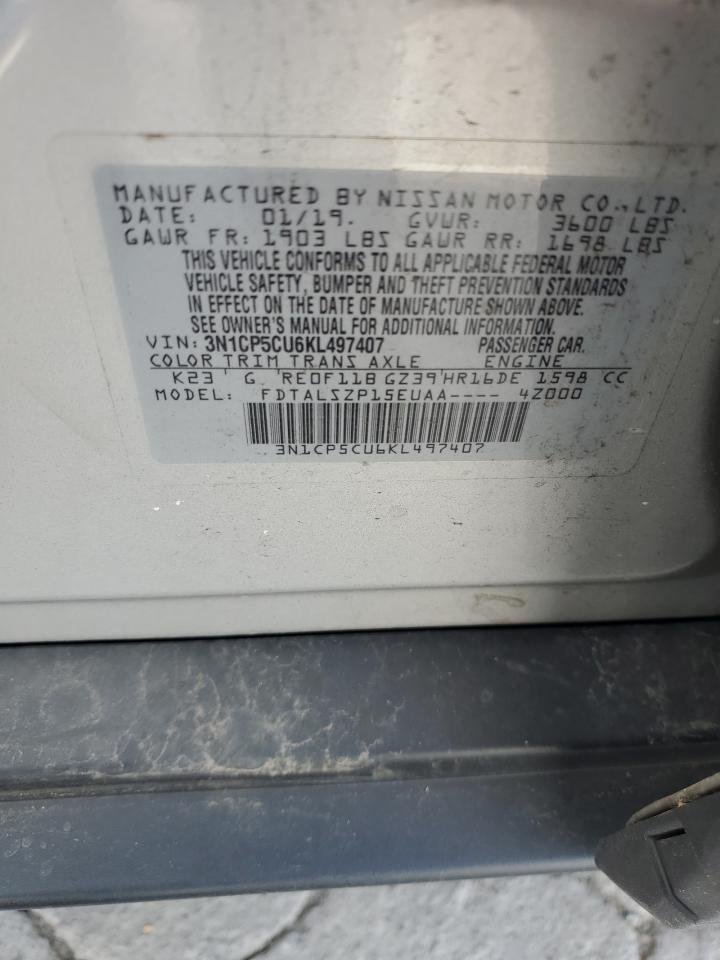 MANUFACTURED BY NISSAN MOTOR CO., LTD.
DATE: 01/19. GVWR: 3600 LBS
GAWR FR: 1903 LBS GAWR RR: 1698 LBS
THIS VEHICLE CONFORMS TO ALL APPLICABLE FEDERAL MOTOR
VEHICLE SAFETY, BUMPER AND THEFT PREVENTION STANDARDS
IN EFFECT ON THE DATE OF MANUFACTURE SHOWN ABOVE.
SEE OWNER'S MANUAL FOR ADDITIONAL INFORMATION
VIN: 3N1CP5CU6KL497407 PASSENGER CAR.
COLOR TRIM TRANS AXLE ENGINE
K23 G RE0F11B GZ39 HR16DE 1598 CC
MODEL: FDTALSZP15EUAA---- 4Z000
3N1CP5CU6KL497407